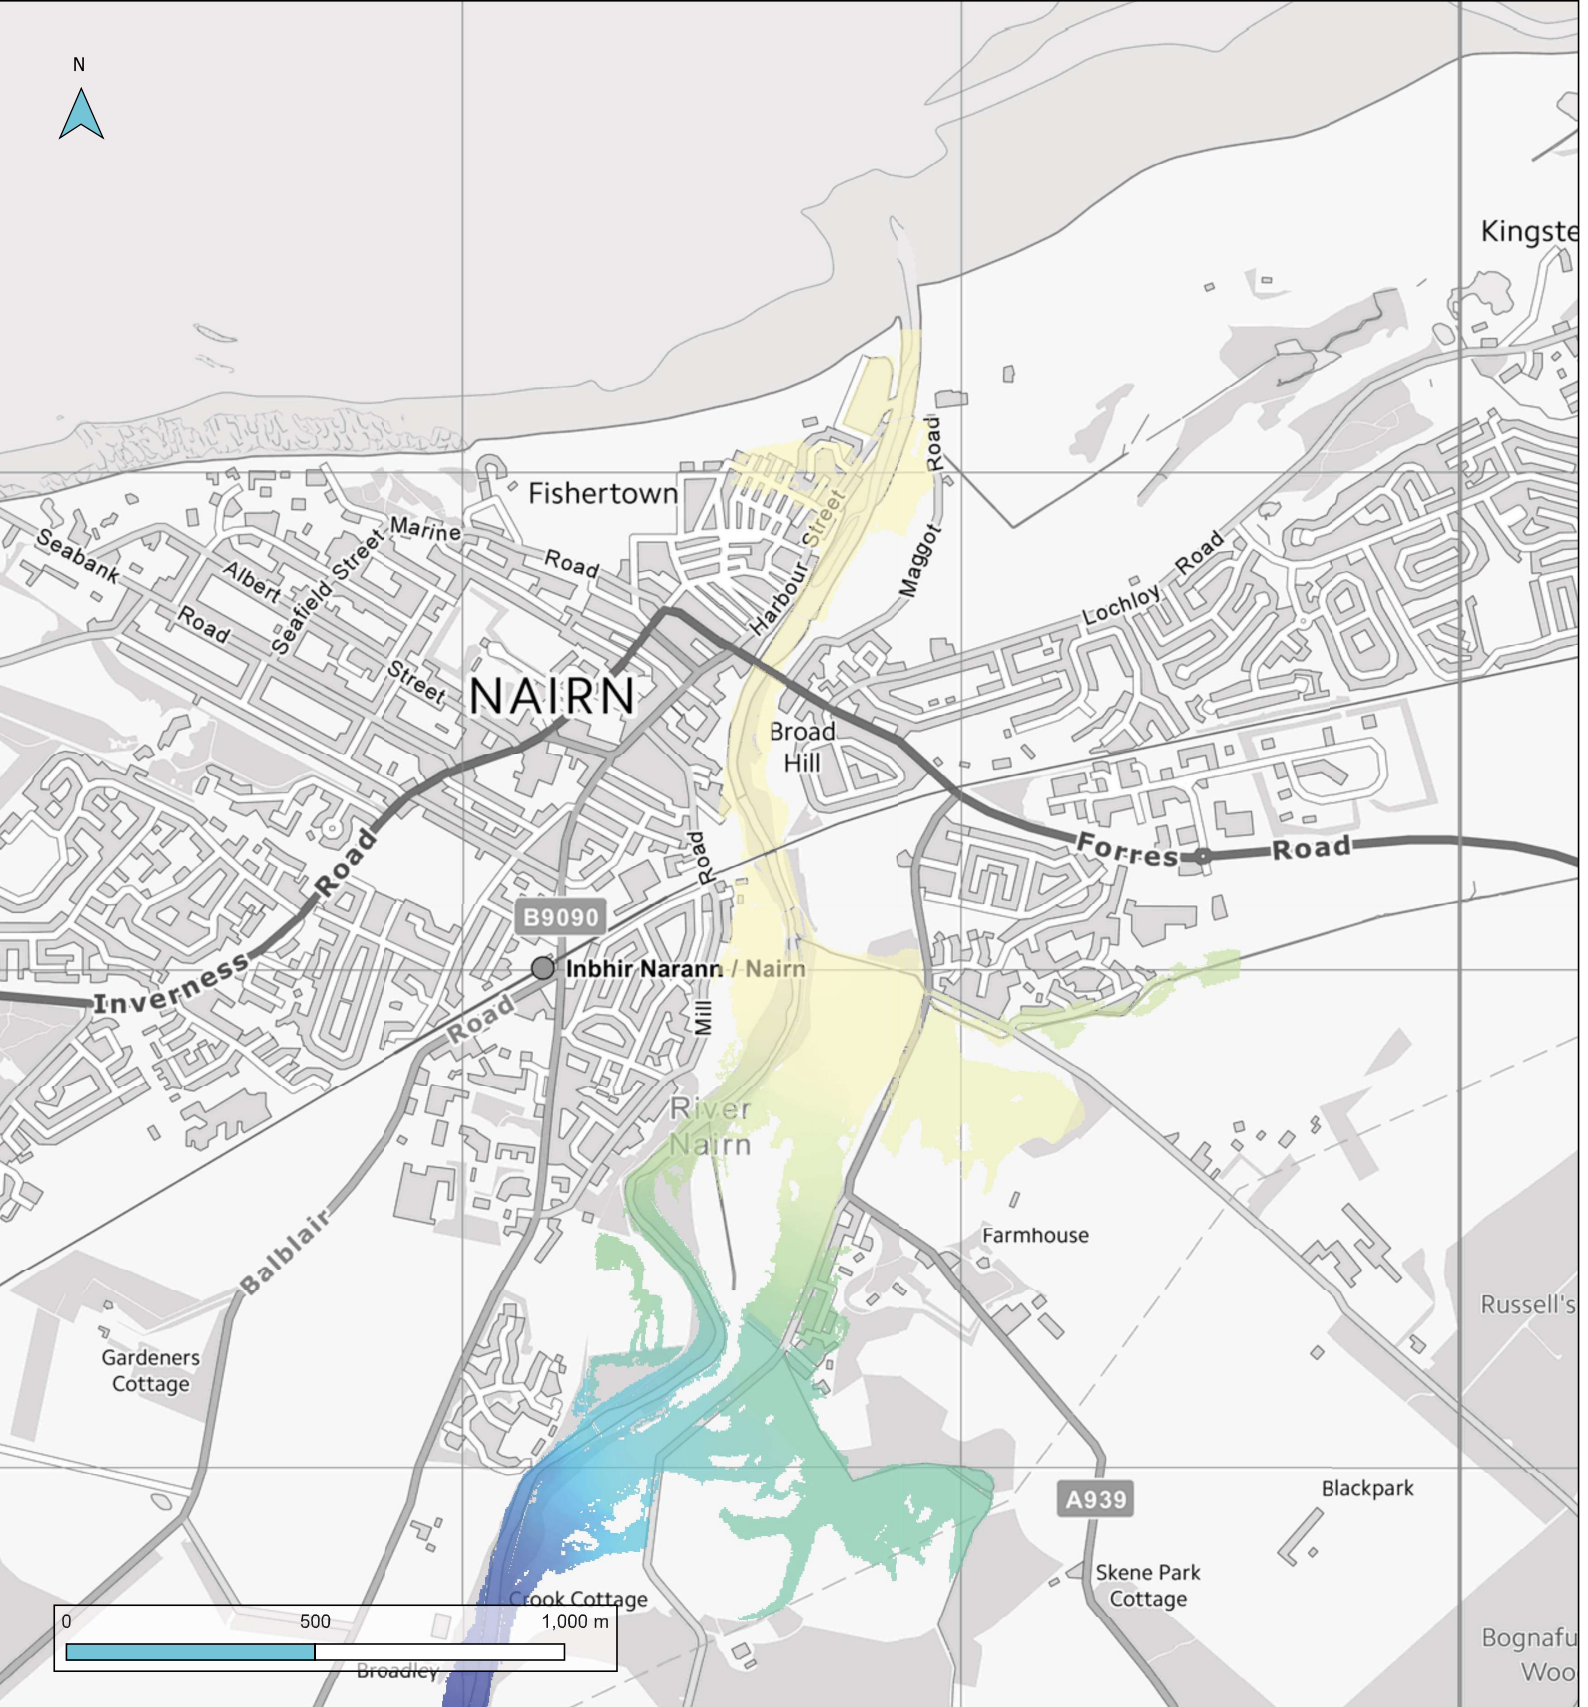 N
Kingste
Fishertown
Marine
Road
Seabank
Road
Albert
Street
Seafield Street
Harbour
Street
Maggot
Road
Lochloy Road
NAIRN
Broad
Hill
Forres Road
Inverness Road
Road
Mill
B9090
Inbhir Narann / Nairn
Balblair
Road
River
Nairn
Farmhouse
Russell's
Gardeners
Cottage
A939
Blackpark
Skene Park
Cottage
Crook Cottage
0 500 1,000 m
Broadley
Bognafu
Woo